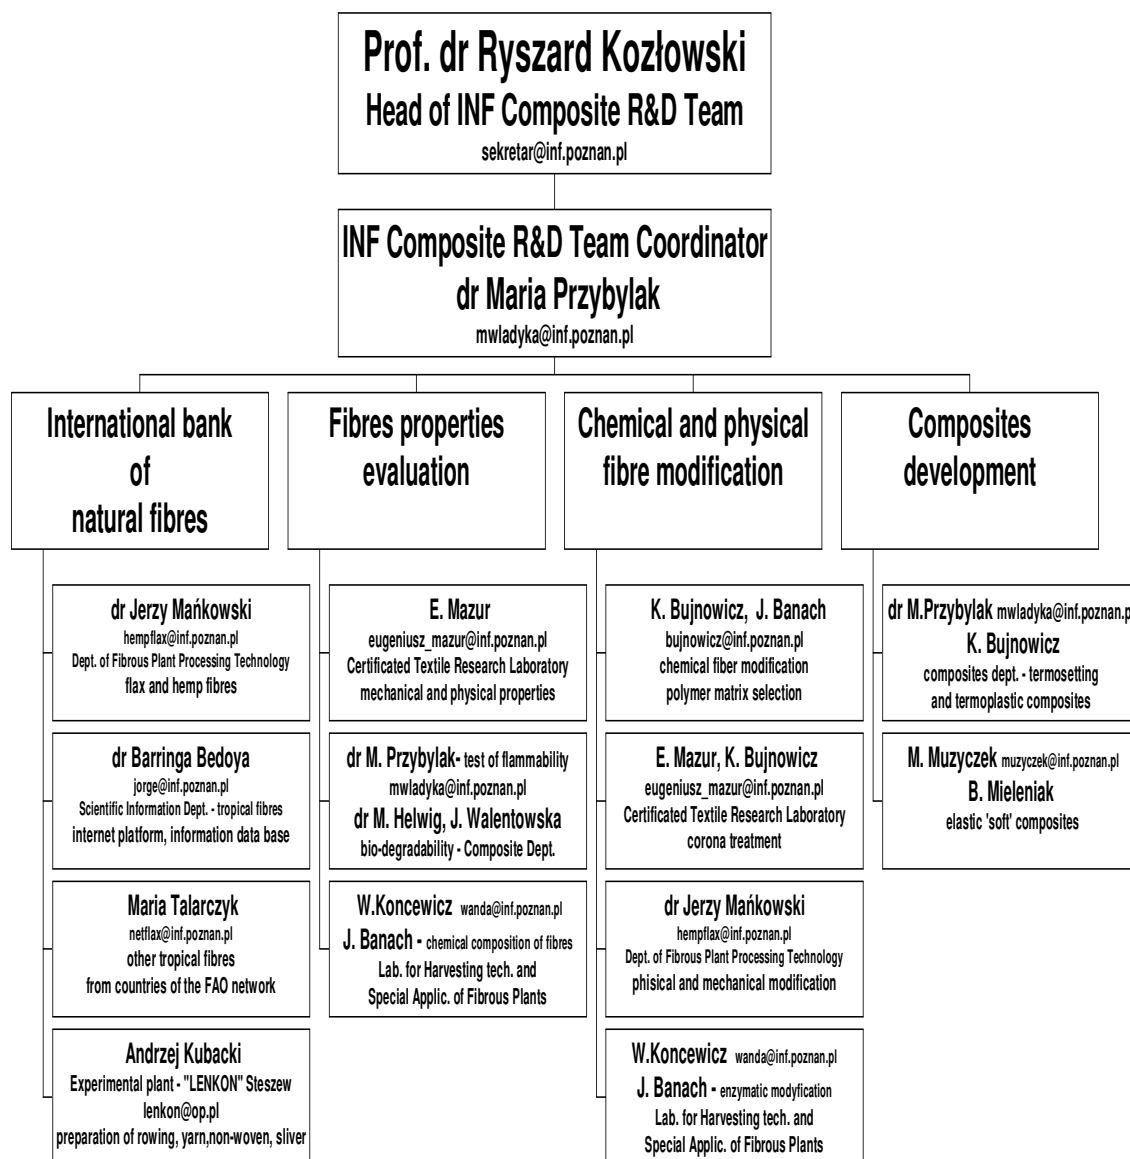 Prof. dr Ryszard Kozłowski
Head of INF Composite R&D Team
sekretar@inf.poznan.pl
INF Composite R&D Team Coordinator
dr Maria Przybylak
mwladyka@inf.poznan.pl
International bank
of
natural fibres
dr Jerzy Mańkowski
hempflax@inf.poznan.pl
Dept. of Fibrous Plant Processing Technology
flax and hemp fibres
dr Barringa Bedoya
jorge@inf.poznan.pl
Scientific Information Dept. - tropical fibres
internet platform, information data base
Maria Talarczyk
netflax@inf.poznan.pl
other tropical fibres
from countries of the FAO network
Andrzej Kubacki
Experimental plant - "LENKON" Steszew
lenkon@op.pl
preparation of rowing, yarn,non-woven, sliver
Fibres properties
evaluation
E. Mazur
eugeniusz_mazur@inf.poznan.pl
Certificated Textile Research Laboratory
mechanical and physical properties
dr M. Przybylak- test of flammability
mwladyka@inf.poznan.pl
dr M. Helwig, J. Walentowska
bio-degradability - Composite Dept.
W.Koncewicz wanda@inf.poznan.pl
J. Banach - chemical composition of fibres
Lab. for Harvesting tech. and
Special Applic. of Fibrous Plants
Chemical and physical
fibre modification
K. Bujnowicz, J. Banach
bujnowicz@inf.poznan.pl
chemical fiber modification
polymer matrix selection
E. Mazur, K. Bujnowicz
eugeniusz_mazur@inf.poznan.pl
Certificated Textile Research Laboratory
corona treatment
dr Jerzy Mańkowski
hempflax@inf.poznan.pl
Dept. of Fibrous Plant Processing Technology
phisical and mechanical modification
W.Koncewicz wanda@inf.poznan.pl
J. Banach - enzymatic modyfication
Lab. for Harvesting tech. and
Special Applic. of Fibrous Plants
Composites
development
dr M.Przybylak mwladyka@inf.poznan.pl
K. Bujnowicz
composites dept. - termosetting
and termoplastic composites
M. Muzyczek muzyczek@inf.poznan.pl
B. Mieleniak
elastic 'soft' composites